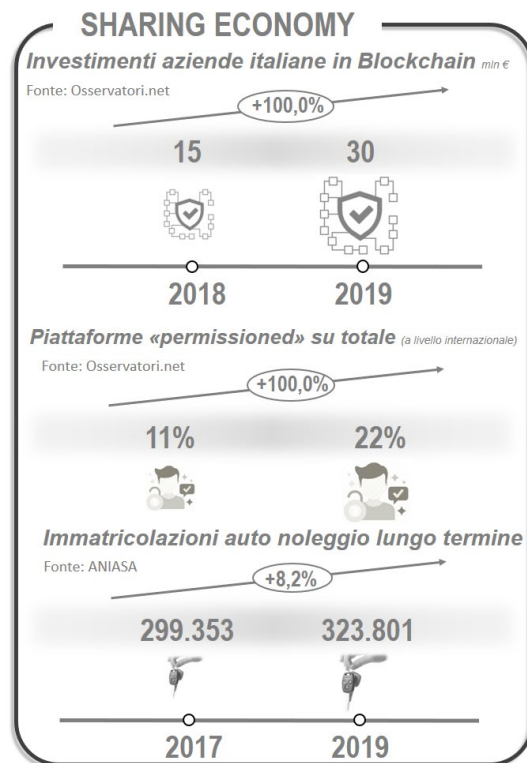 SHARING ECONOMY
Investimenti aziende italiane in Blockchain mln €
Fonte: Osservatori.net
+100,0%
15 30
2018 2019
Piattaforme «permissioned» su totale (a livello internazionale)
Fonte: Osservatori.net
+100,0%
11% 22%
Immatricolazioni auto noleggio lungo termine
Fonte: ANIASA
+8,2%
299.353 323.801
2017 2019